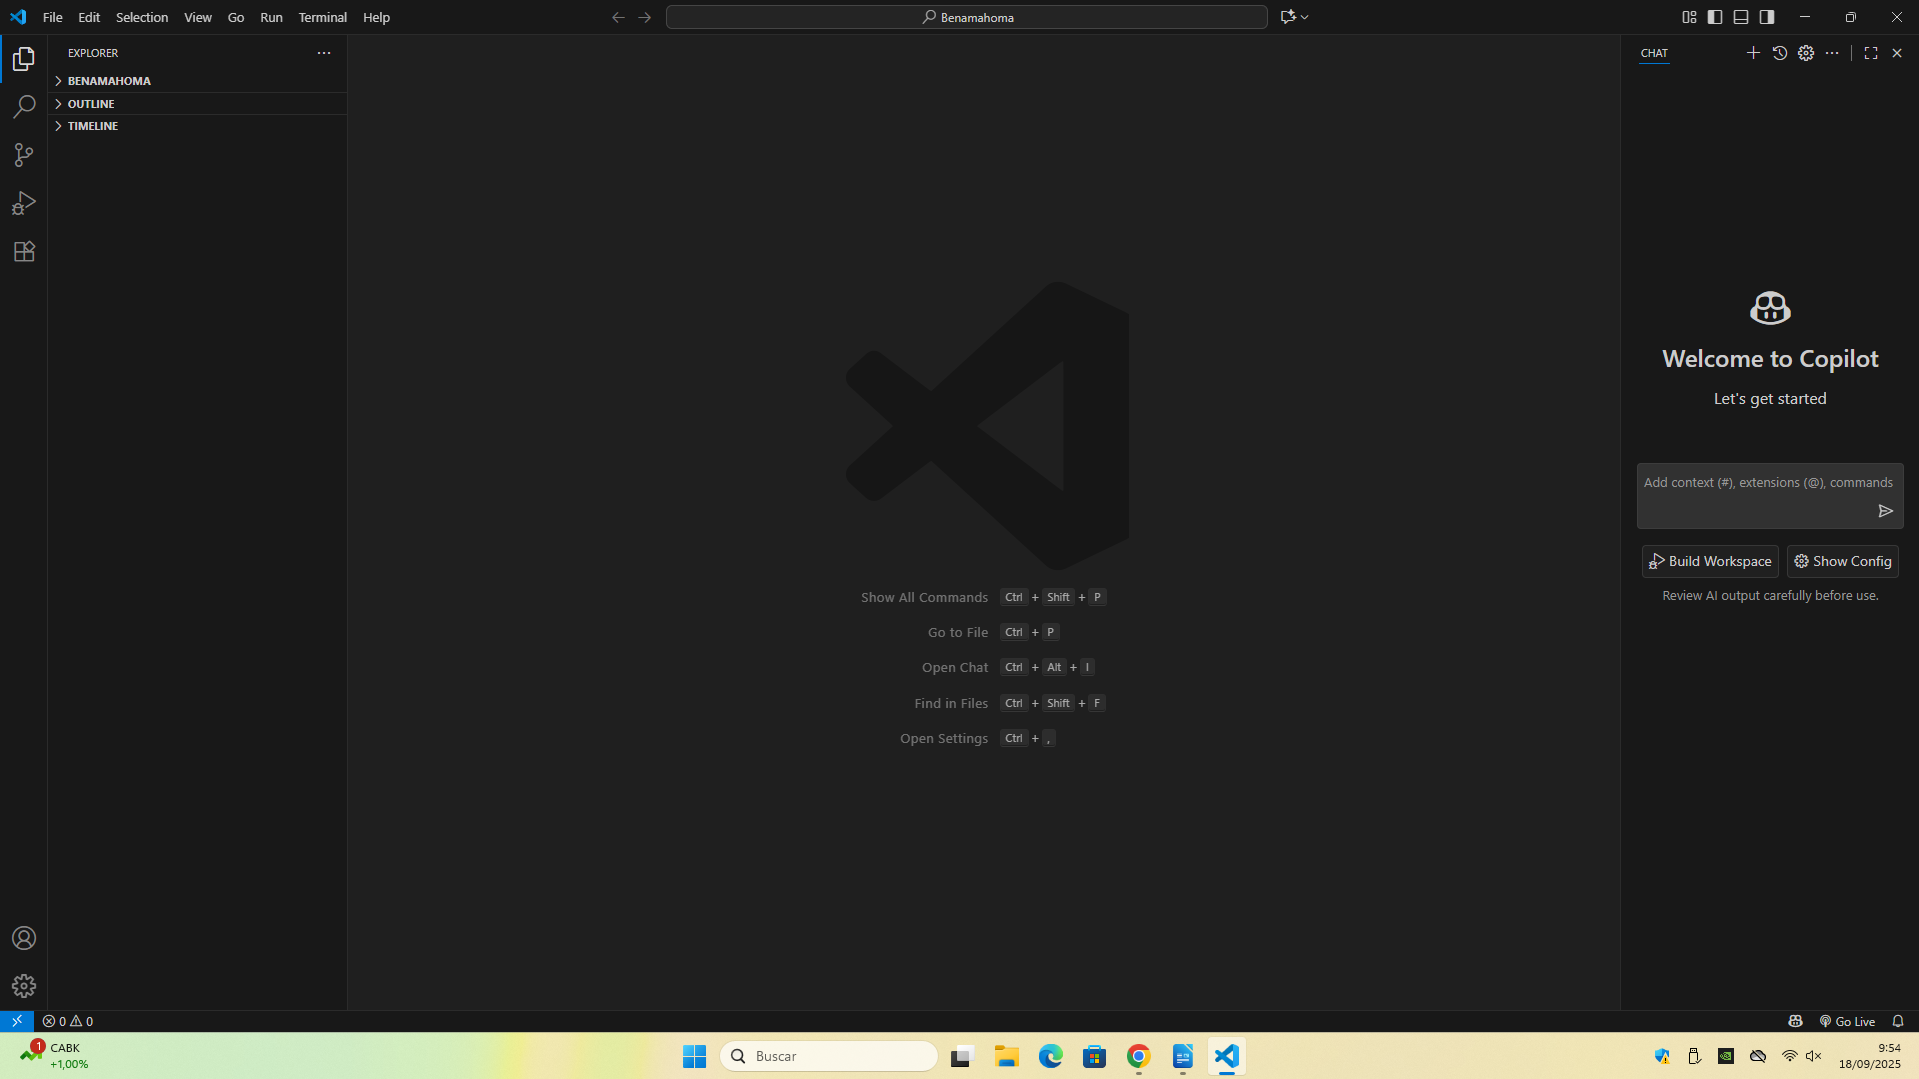 File Edit Selection View Go Run Terminal Help
Benamahoma
EXPLORER
BENAMAHOMA
OUTLINE
TIMELINE
Show All Commands Ctrl + Shift + P
Go to File Ctrl + P
Open Chat Ctrl + Alt + I
Find in Files Ctrl + Shift + F
Open Settings Ctrl + ,
CHAT
Welcome to Copilot
Let's get started
Add context (#), extensions (@), commands
Build Workspace Show Config
Review AI output carefully before use.
0 0
Go Live
1
CABK
+1,00%
Buscar
9:54
18/09/2025